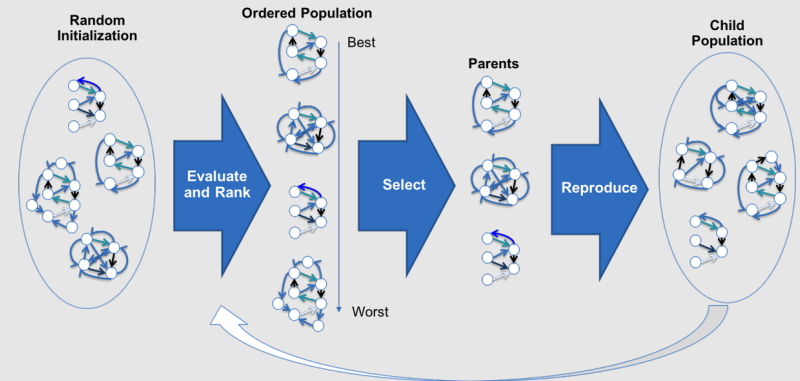 Random
Initialization
Ordered Population
Best
Worst
Parents
Child
Population
Evaluate
and Rank
Select
Reproduce